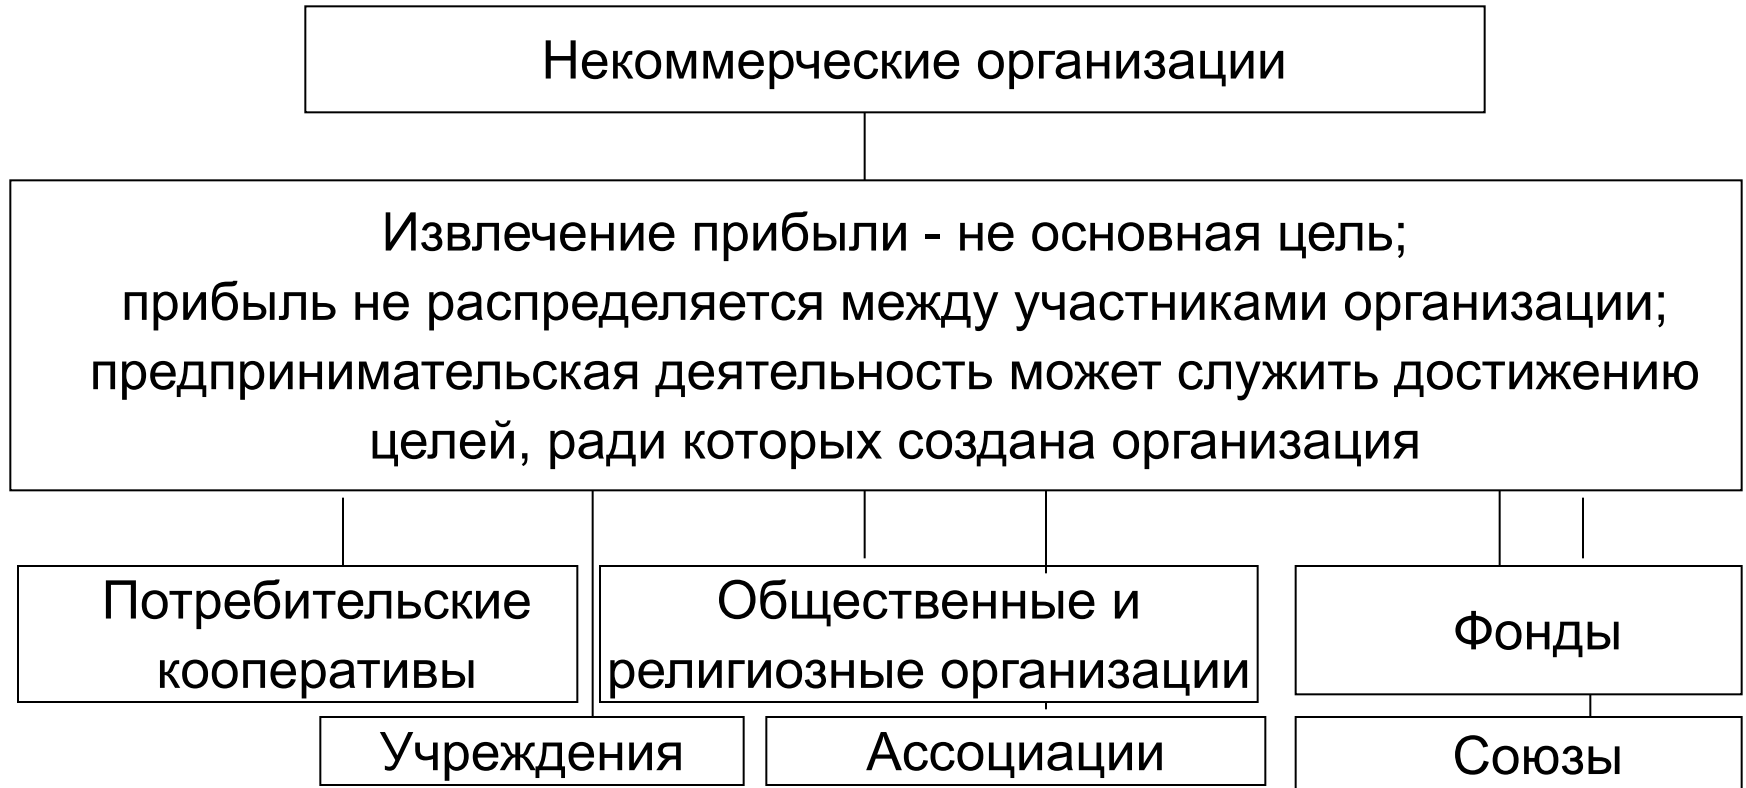 Некоммерческие организации
Извлечение прибыли - не основная цель;
прибыль не распределяется между участниками организации;
предпринимательская деятельность может служить достижению
целей, ради которых создана организация
Потребительские
кооперативы
Общественные и
религиозные организации
Фонды
Учреждения
Ассоциации
Союзы